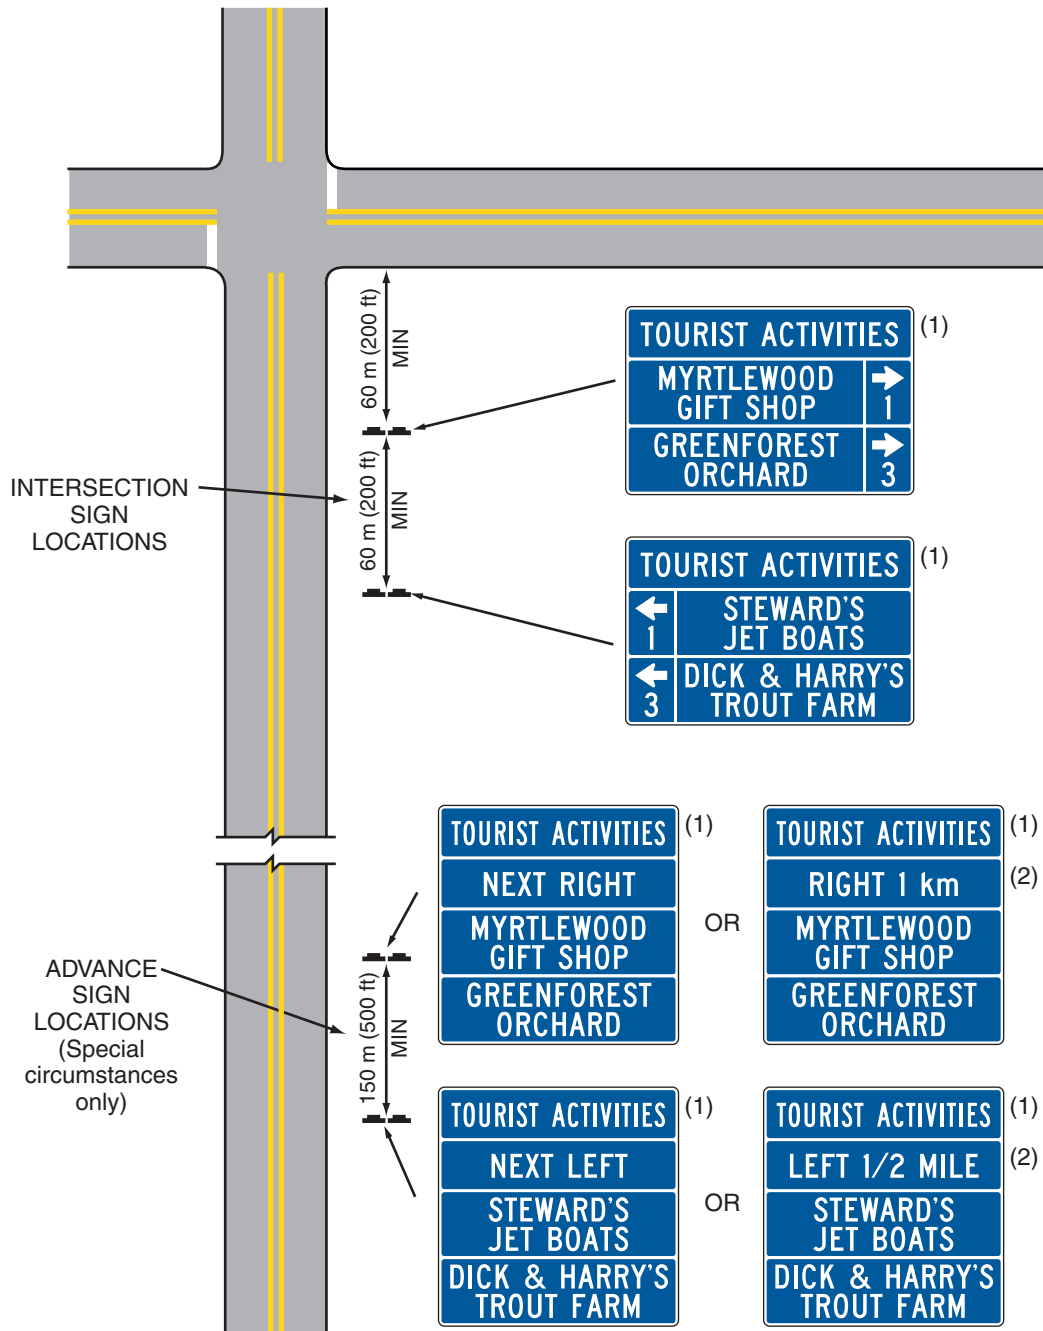 60 m (200 ft)
MIN
TOURIST ACTIVITIES
(1)
MYRTLEWOOD
GIFT SHOP
1
GREENFOREST
ORCHARD
3
INTERSECTION
SIGN
LOCATIONS
60 m (200 ft)
MIN
TOURIST ACTIVITIES
(1)
1
STEWARD'S
JET BOATS
3
DICK & HARRY'S
TROUT FARM
TOURIST ACTIVITIES
(1)
NEXT RIGHT
MYRTLEWOOD
GIFT SHOP
GREENFOREST
ORCHARD
OR
TOURIST ACTIVITIES
(1)
RIGHT 1 km
(2)
MYRTLEWOOD
GIFT SHOP
GREENFOREST
ORCHARD
ADVANCE
SIGN
LOCATIONS
(Special
circumstances
only)
150 m (500 ft)
MIN
TOURIST ACTIVITIES
(1)
NEXT LEFT
STEWARD'S
JET BOATS
DICK & HARRY'S
TROUT FARM
OR
TOURIST ACTIVITIES
(1)
LEFT 1/2 MILE
(2)
STEWARD'S
JET BOATS
DICK & HARRY'S
TROUT FARM